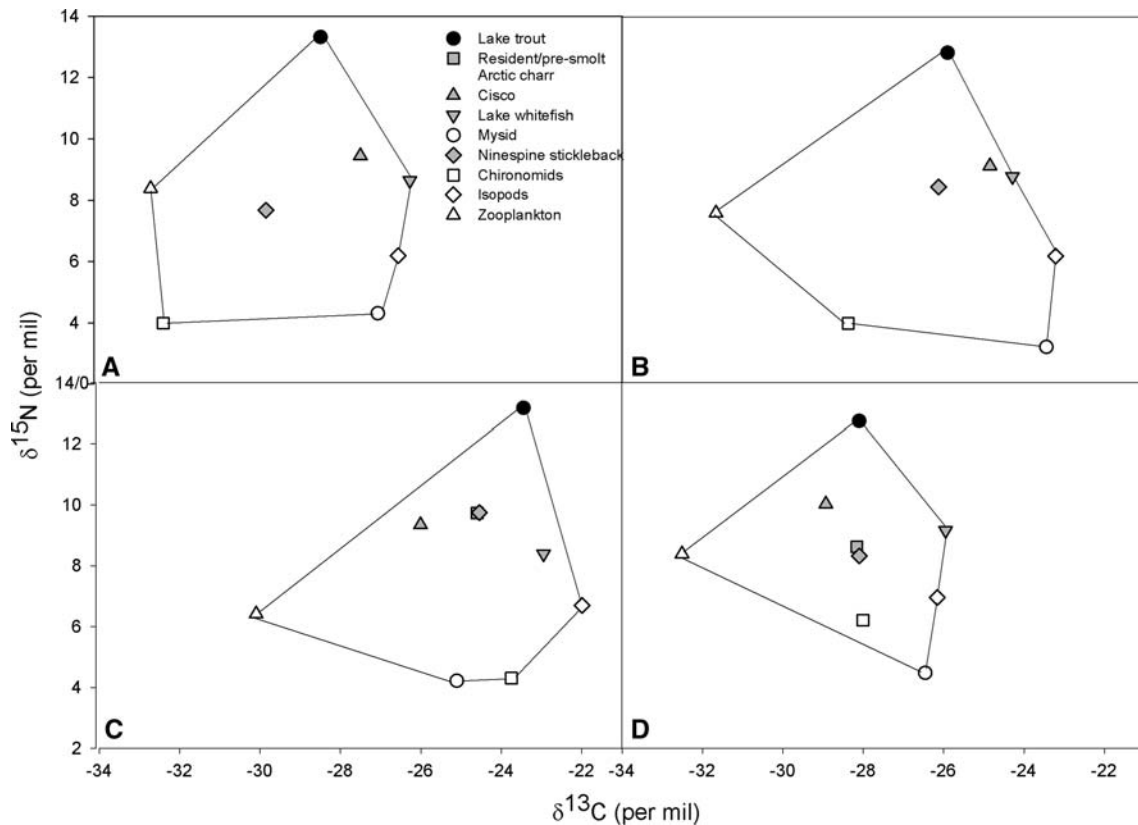 14
12
10
8
6
4
14/0
12
10
8
6
4
2
δ15N (per mil)
Lake trout
Resident/pre-smolt
Arctic charr
Cisco
Lake whitefish
Mysid
Ninespine stickleback
Chironomids
Isopods
Zooplankton
A
B
C
D
-34 -32 -30 -28 -26 -24 -22 -34 -32 -30 -28 -26 -24 -22
δ13C (per mil)